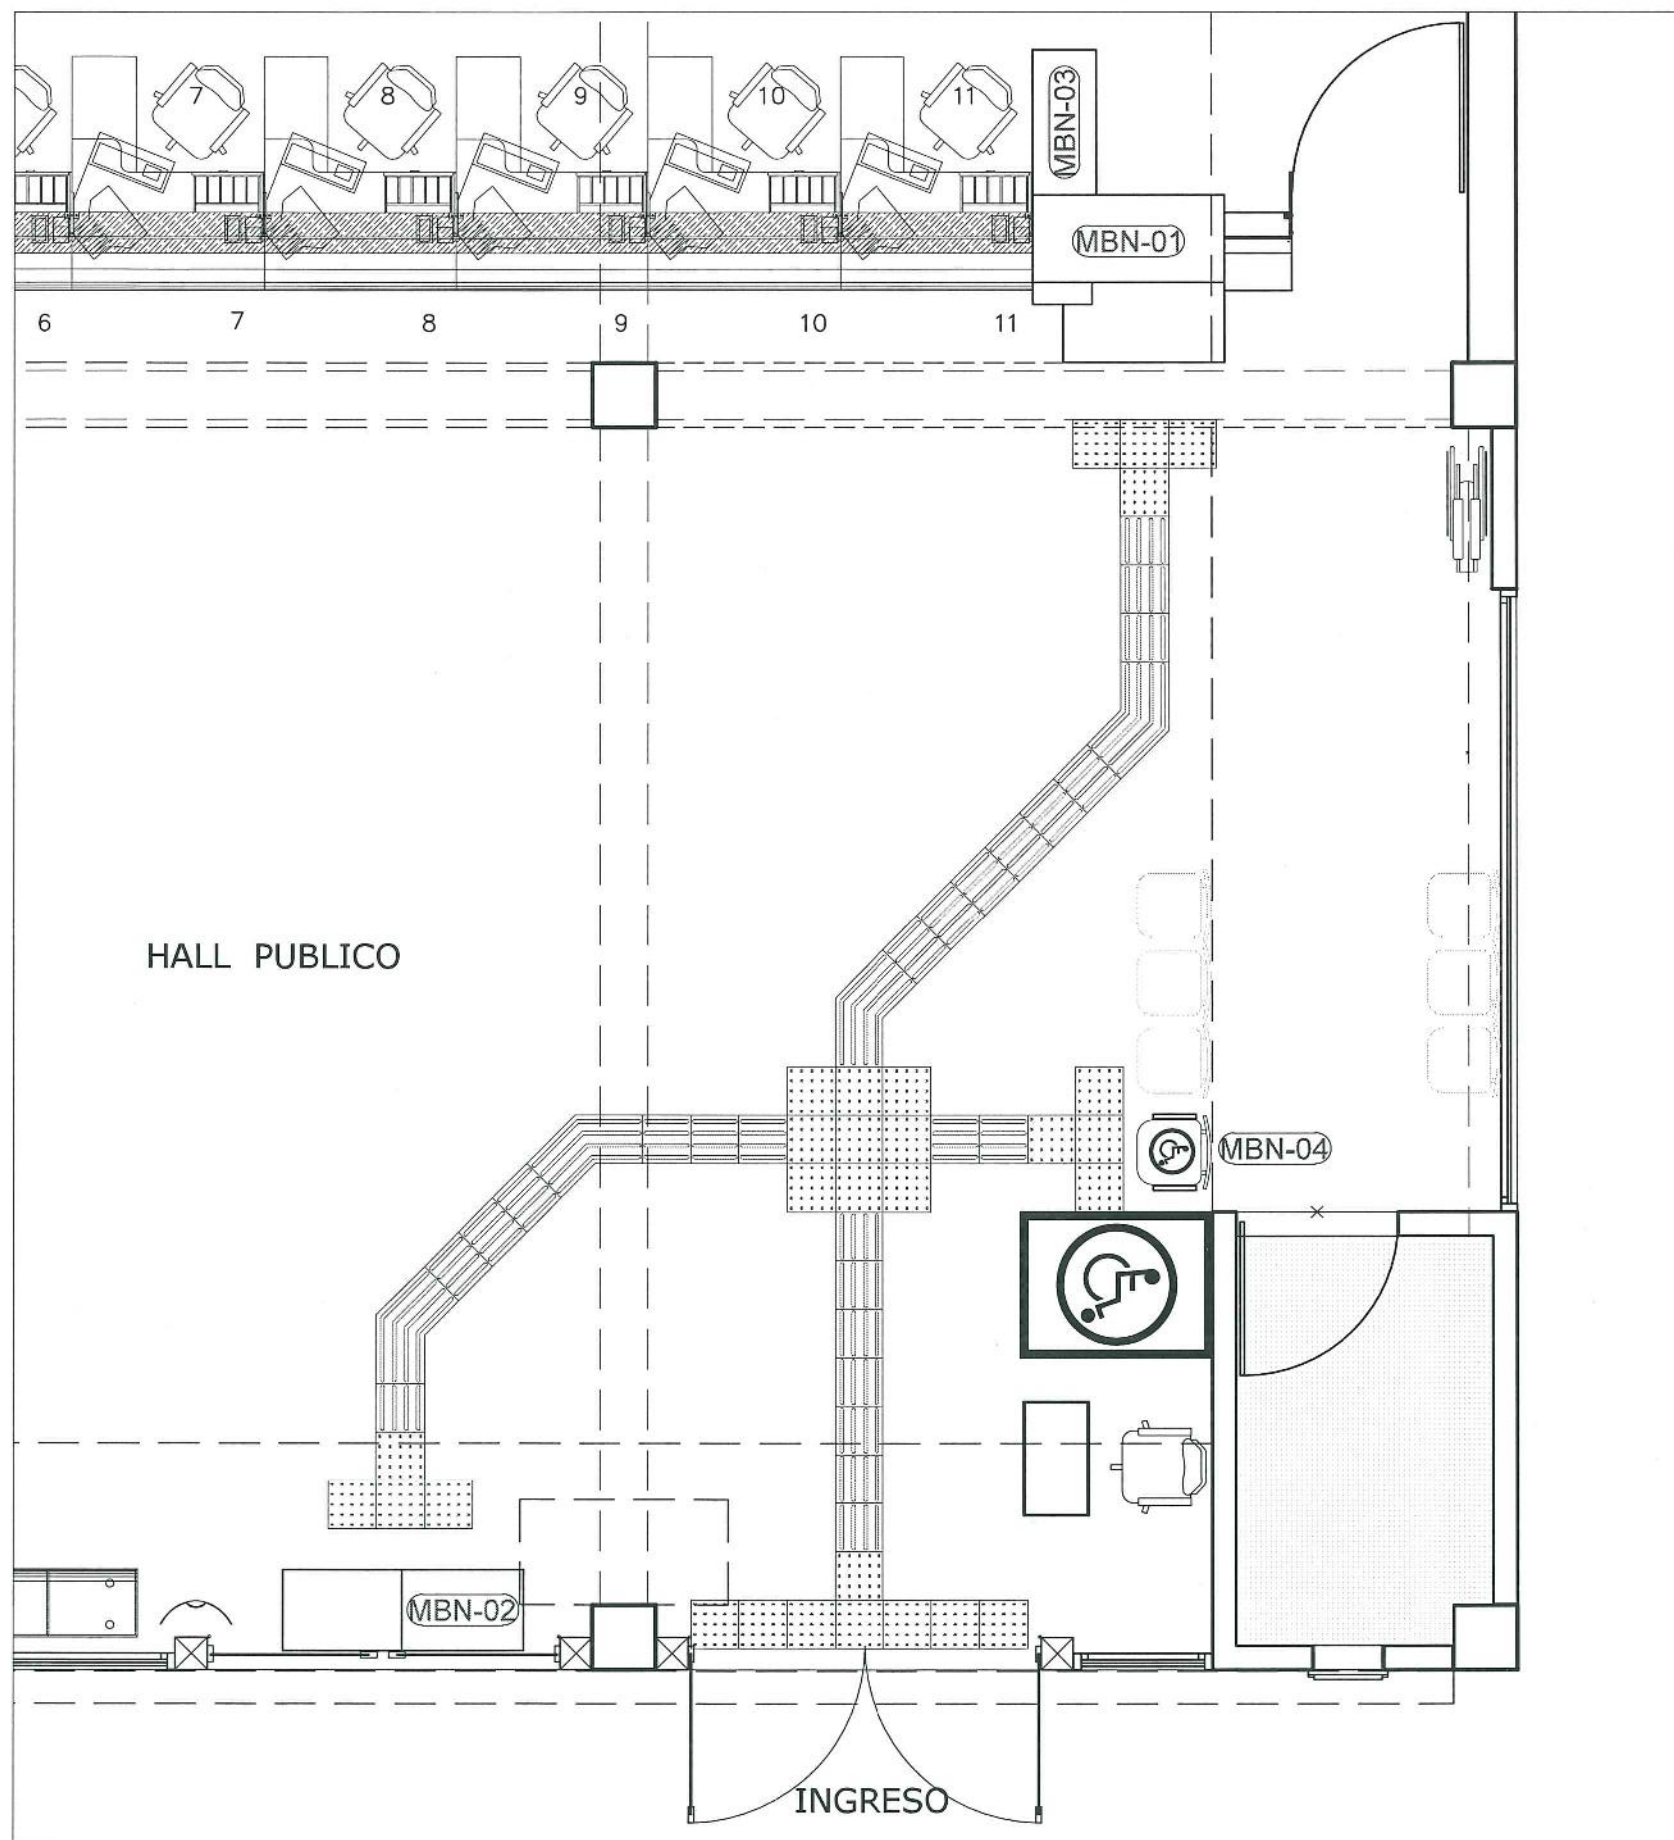 7 8 9 10 11
MBN-03
MBN-01
6 7 8 9 10 11
HALL PUBLICO
MBN-04
MBN-02
INGRESO